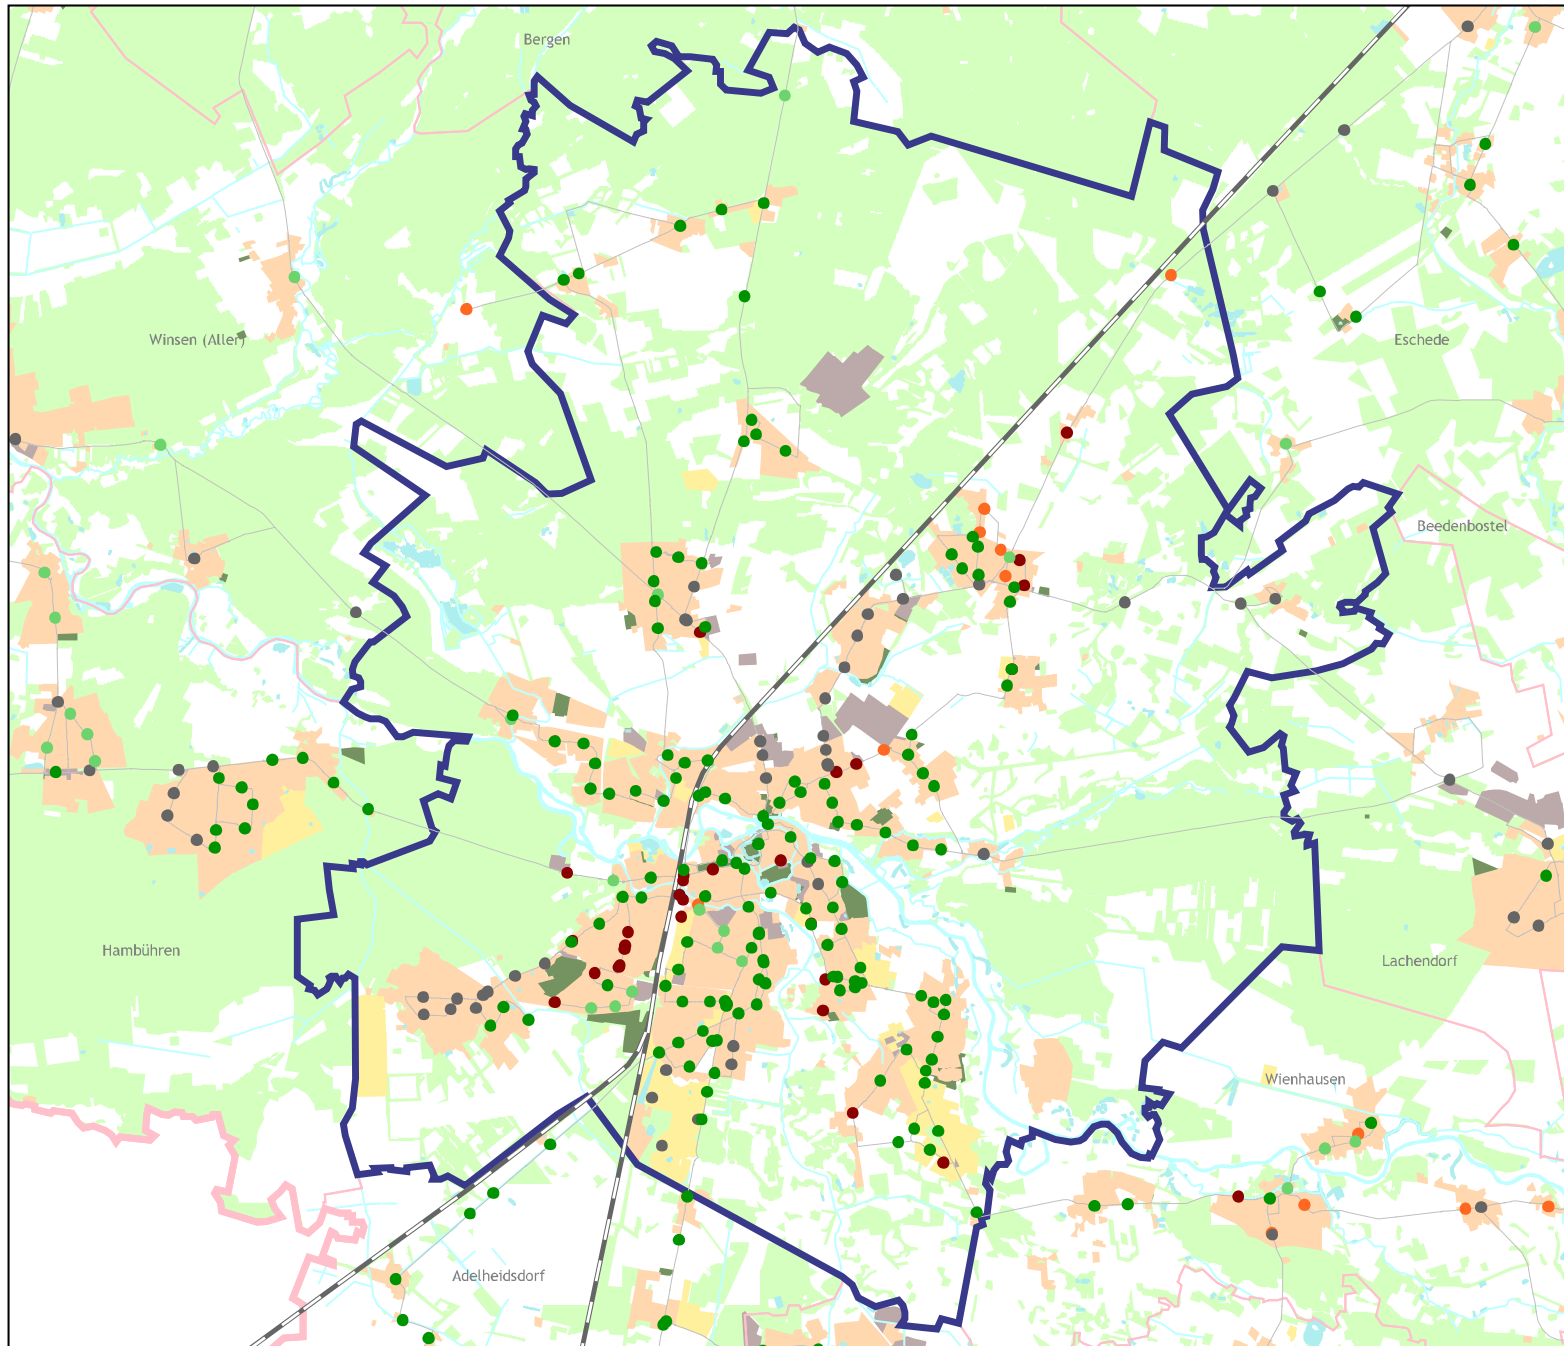 Bergen
Winsen (Aller)
Eschede
Beedenbostel
Hambühren
Lachendorf
Wienhausen
Adelheidsdorf